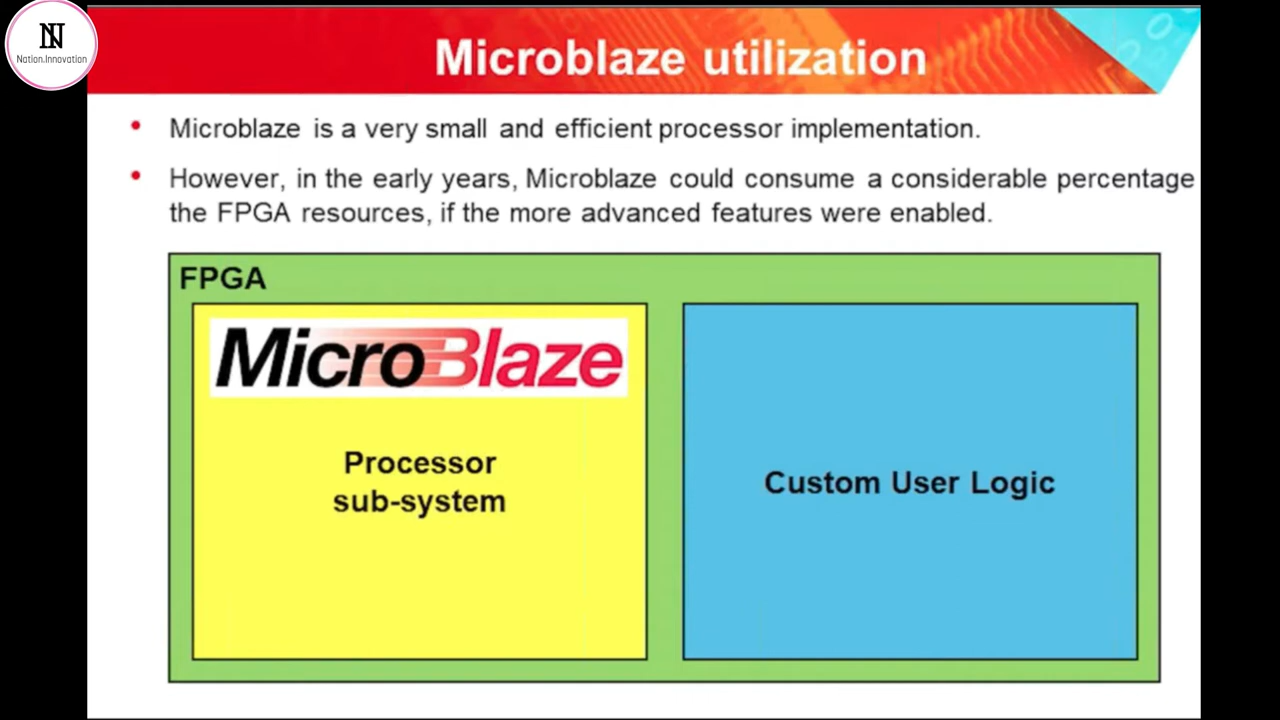 NI
Nation.Innovation
Microblaze utilization
• Microblaze is a very small and efficient processor implementation.
• However, in the early years, Microblaze could consume a considerable percentage
the FPGA resources, if the more advanced features were enabled.
FPGA
MicroBlaze
Processor
sub-system
Custom User Logic